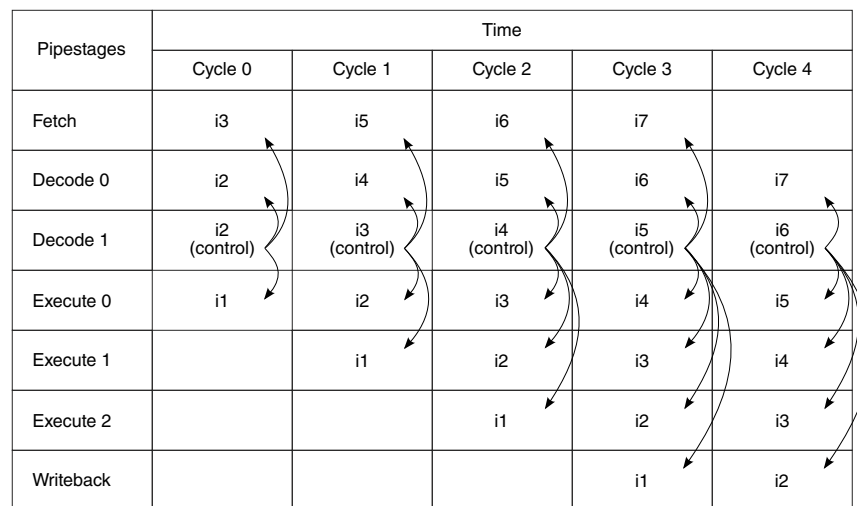 Pipestages
Time
Cycle 0 Cycle 1 Cycle 2 Cycle 3 Cycle 4
Fetch i3 i5 i6 i7
Decode 0 i2 i4 i5 i6 i7
Decode 1 i2 i3 i4 i5 i6
(control) (control) (control) (control) (control)
Execute 0 i1 i2 i3 i4 i5
Execute 1 i1 i2 i3 i4
Execute 2 i1 i2 i3
Writeback i1 i2